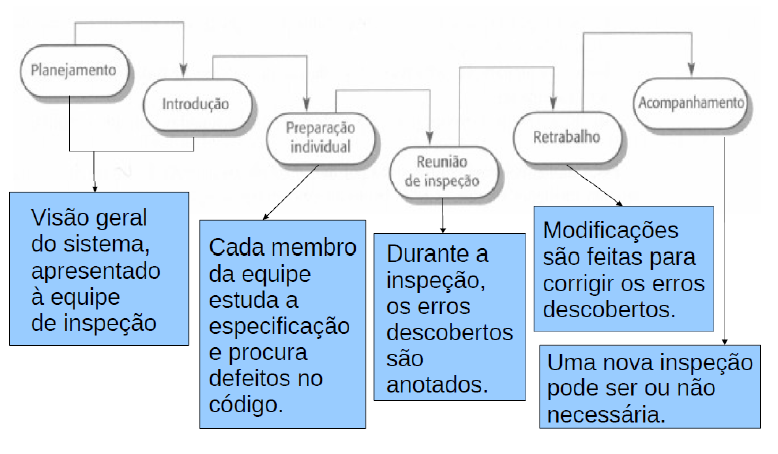 Planejamento
Introdução
Preparação
individual
Reunião
de inspeção
Retrabalho
Acompanhamento
Visão geral
do sistema,
apresentado
à equipe
de inspeção
Cada membro
da equipe
estuda a
especificação
e procura
defeitos no
código.
Durante a
inspeção,
os erros
descobertos
são
anotados.
Modificações
são feitas para
corrigir os erros
descobertos.
Uma nova inspeção
pode ser ou não
necessária.